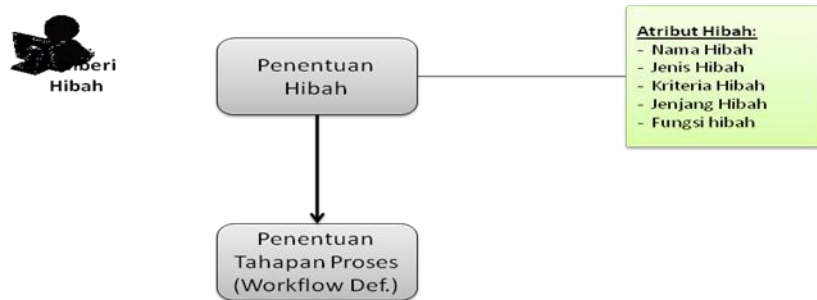 Hibah
Penentuan
Hibah
Atribut Hibah:
- Nama Hibah
- Jenis Hibah
- Kriteria Hibah
- Jenjang Hibah
- Fungsi hibah
Penentuan
Tahapan Proses
(Workflow Def.)